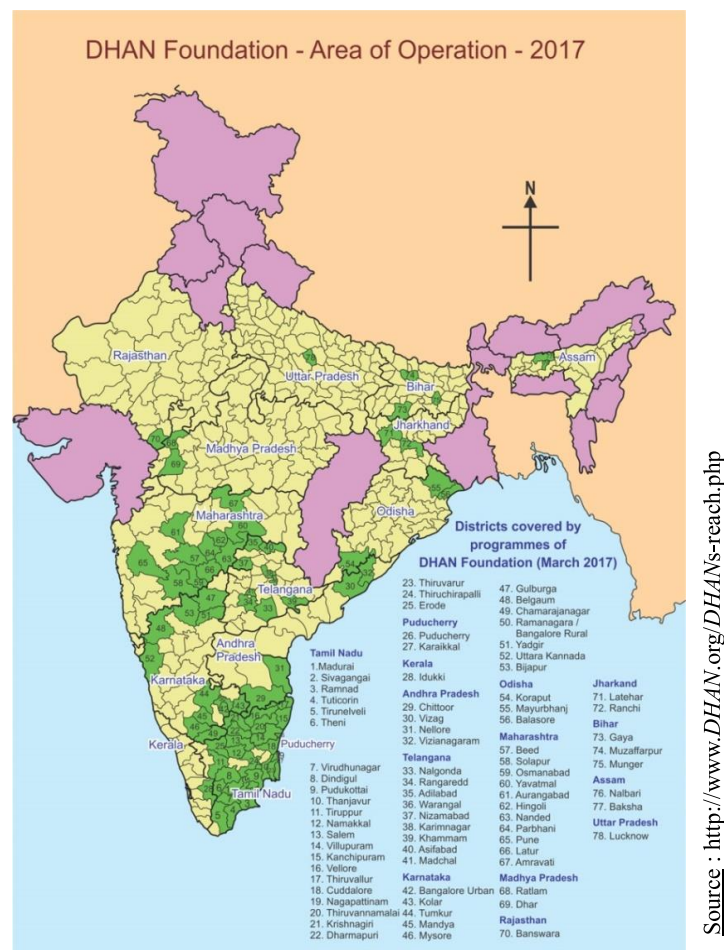 DHAN Foundation - Area of Operation - 2017
N
Rajasthan
Uttar Pradesh
Bihar
Assam
Jharkhand
Madhya Pradesh
Odisha
Maharashtra
Telangana
Andhra
Pradesh
Karnataka
Kerala
Puducherry
Tamil Nadu
Districts covered by
programmes of
DHAN Foundation (March 2017)
Tamil Nadu
1.Madurai
2. Sivagangai
3. Ramnad
4. Tuticorin
5. Tirunelveli
6. Theni
7. Virudhunagar
8. Dindigul
9. Pudukottai
10. Thanjavur
11. Tiruppur
12. Namakkal
13. Salem
14. Villupuram
15. Kanchipuram
16. Vellore
17. Thiruvallur
18. Cuddalore
19. Nagapattinam
20. Thiruvannamalai
21. Krishnagiri
22. Dharmapuri
23. Thiruvarur
24. Thiruchirapalli
25. Erode
Puducherry
26. Puducherry
27. Karaikkal
Kerala
28. Idukki
Andhra Pradesh
29. Chittoor
30. Vizag
31. Nellore
32. Vizianagaram
Telangana
33. Nalgonda
34. Rangaredd
35. Adilabad
36. Warangal
37. Nizamabad
38. Karimnagar
39. Khammam
40. Asifabad
41. Madchal
Karnataka
42. Bangalore Urban
43. Kolar
44. Tumkur
45. Mandya
46. Mysore
47. Gulburga
48. Belgaum
49. Chamarajanagar
50. Ramanagara /
Bangalore Rural
51. Yadgir
52. Uttara Kannada
53. Bijapur
Odisha
54. Koraput
55. Mayurbhanj
56. Balasore
Maharashtra
57. Beed
58. Solapur
59. Osmanabad
60. Yavatmal
61. Aurangabad
62. Hingoli
63. Nanded
64. Parbhani
65. Pune
66. Latur
67. Amravati
Madhya Pradesh
68. Ratlam
69. Dhar
Rajasthan
70. Banswara
Jharkand
71. Latehar
72. Ranchi
Bihar
73. Gaya
74. Muzaffarpur
75. Munger
Assam
76. Nalbari
77. Baksha
Uttar Pradesh
78. Lucknow
Source : http://www.DHAN.org/DHANs-reach.php